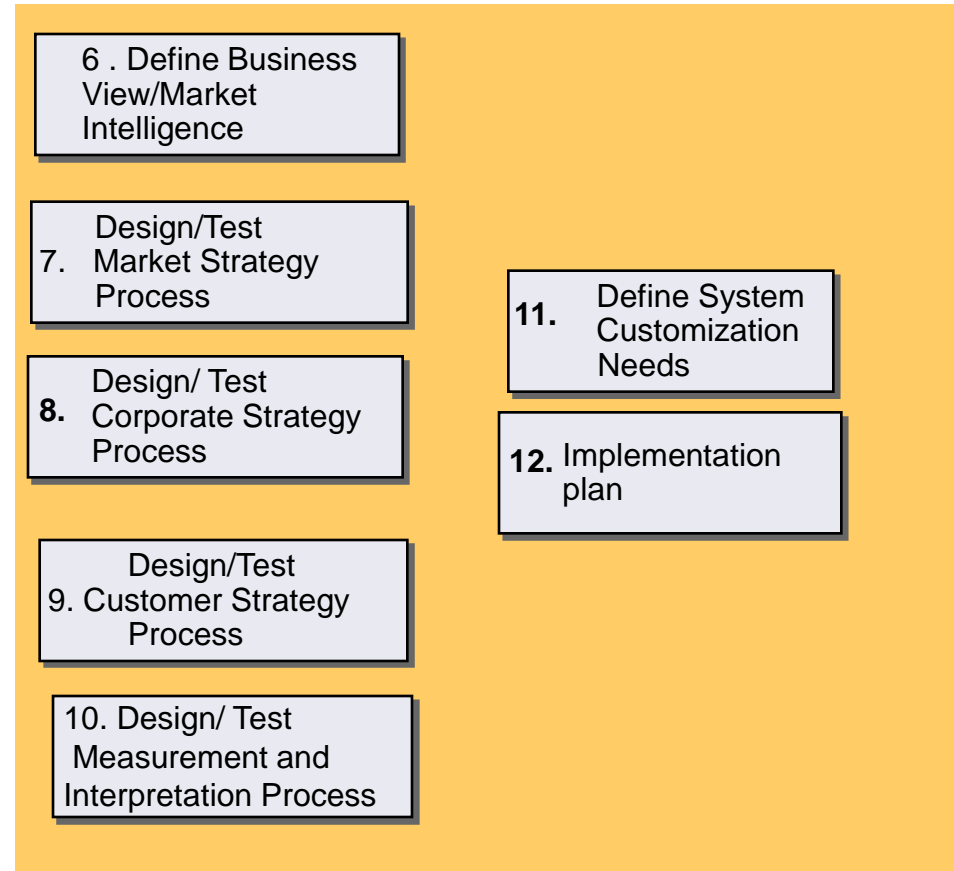 6 . Define Business
View/Market
Intelligence
Design/Test
7. Market Strategy
Process
8. Design/ Test
Corporate Strategy
Process
Design/Test
9. Customer Strategy
Process
10. Design/ Test
Measurement and
Interpretation Process
11. Define System
Customization
Needs
12. Implementation
plan